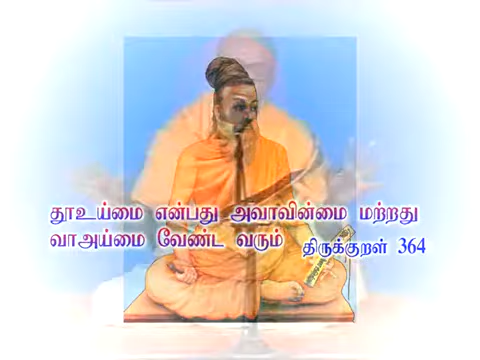 தூஉய்மை என்பது அவாவின்மை மற்றது
வாஅய்மை வேண்ட வரும்
திருக்குறள் 364